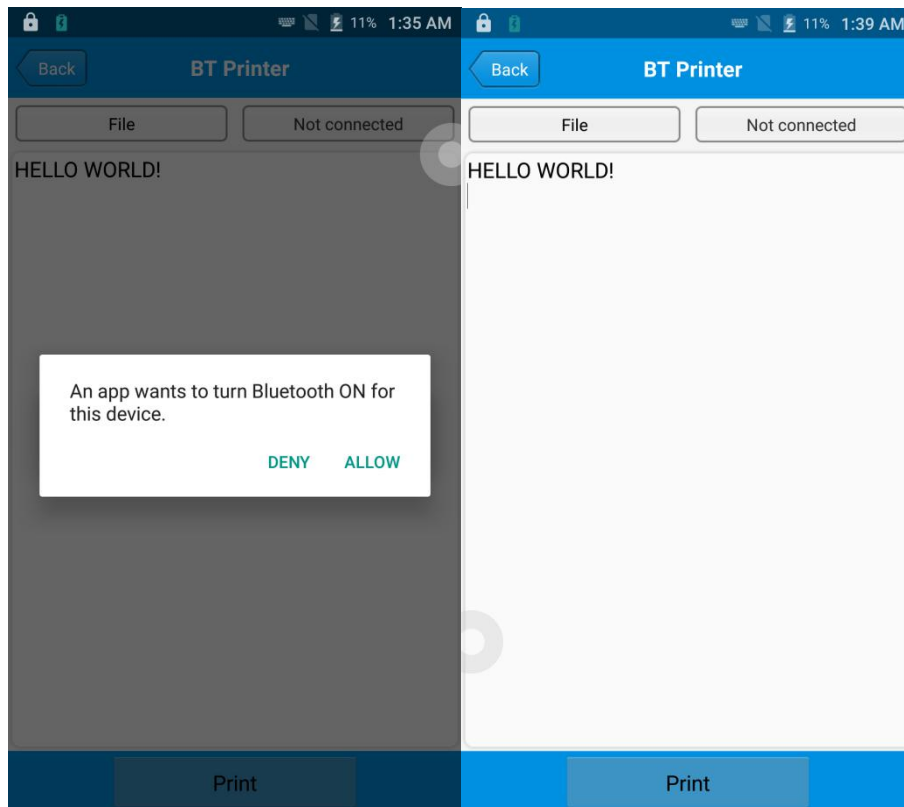 11% 1:35 AM
Back BT Printer
File Not connected
HELLO WORLD!
An app wants to turn Bluetooth ON for
this device.
DENY ALLOW
Print
11% 1:39 AM
Back BT Printer
File Not connected
HELLO WORLD!
Print